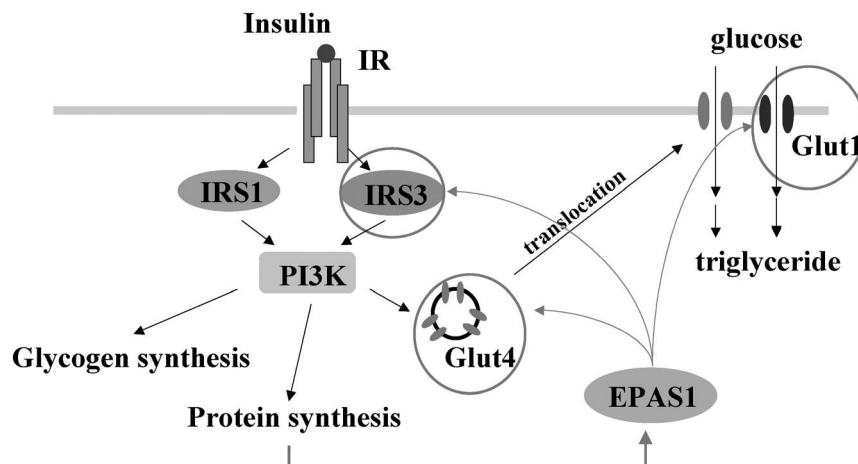 Insulin
IR
glucose
Glut1
IRS1
IRS3
translocation
triglyceride
PI3K
Glut4
Glycogen synthesis
EPAS1
Protein synthesis